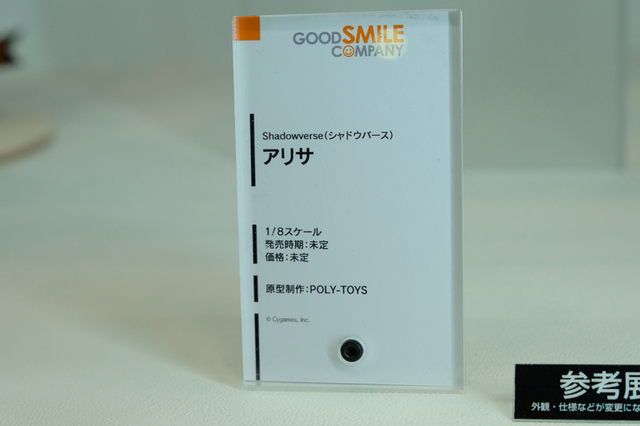 GOODSMILE
COMPANY
Shadowverse(シャドウバース)
アリサ
1/8スケール
発売時期:未定
価格:未定
原型制作:POLY-TOYS
© Cygames, Inc.
参考展
外観・仕様などが変更にな